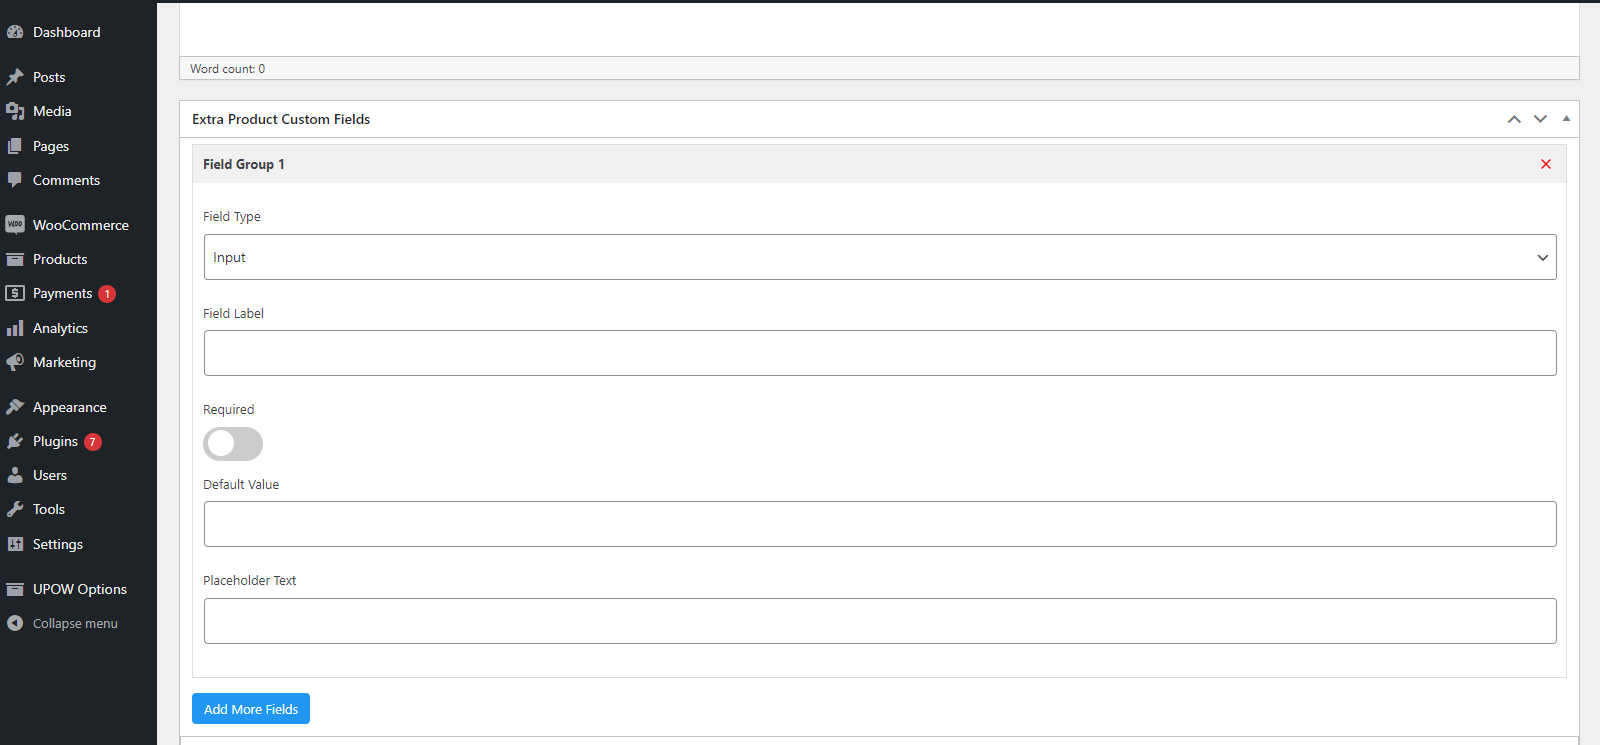 Dashboard
Posts
Media
Pages
Comments
WOO WooCommerce
Products
$ Payments 1
Analytics
Marketing
Appearance
Plugins 7
Users
Tools
Settings
UPOW Options
Collapse menu
Word count: 0
Extra Product Custom Fields
Field Group 1
Field Type
Input
Field Label
Required
Default Value
Placeholder Text
Add More Fields